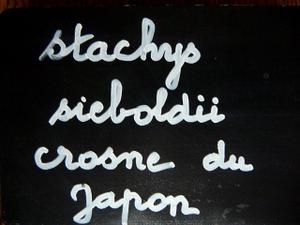 stachys
sieboldii
crosne du
Japon